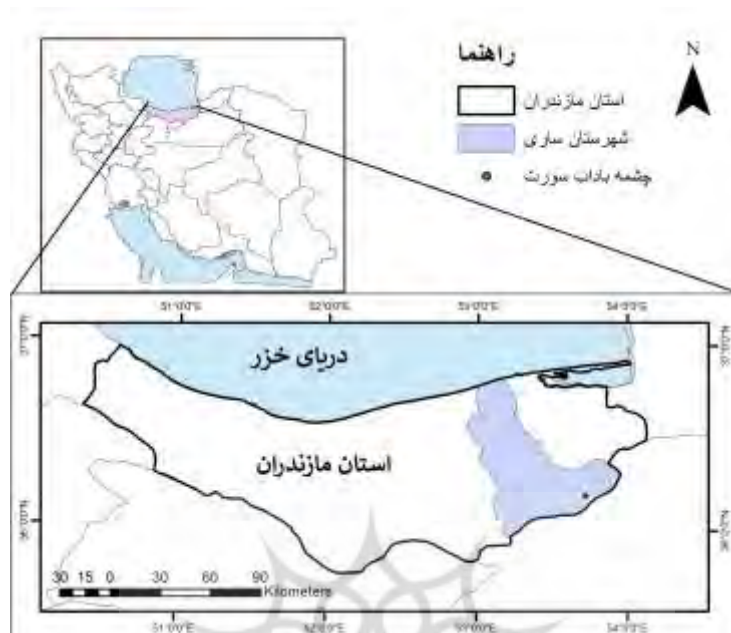 راهنما
N
استان مازندران
شهرستان ساری
چشمه باداب سورت
51°0'0"E 52°0'0"E 53°0'0"E 54°0'0"E
دریای خزر
استان مازندران
30 15 0 30 60 90
Kilometers
51°0'0"E 52°0'0"E 53°0'0"E 54°0'0"E